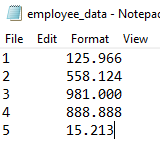 employee_data - Notepad
File Edit Format View
1 125.966
2 558.124
3 981.000
4 888.888
5 15.213